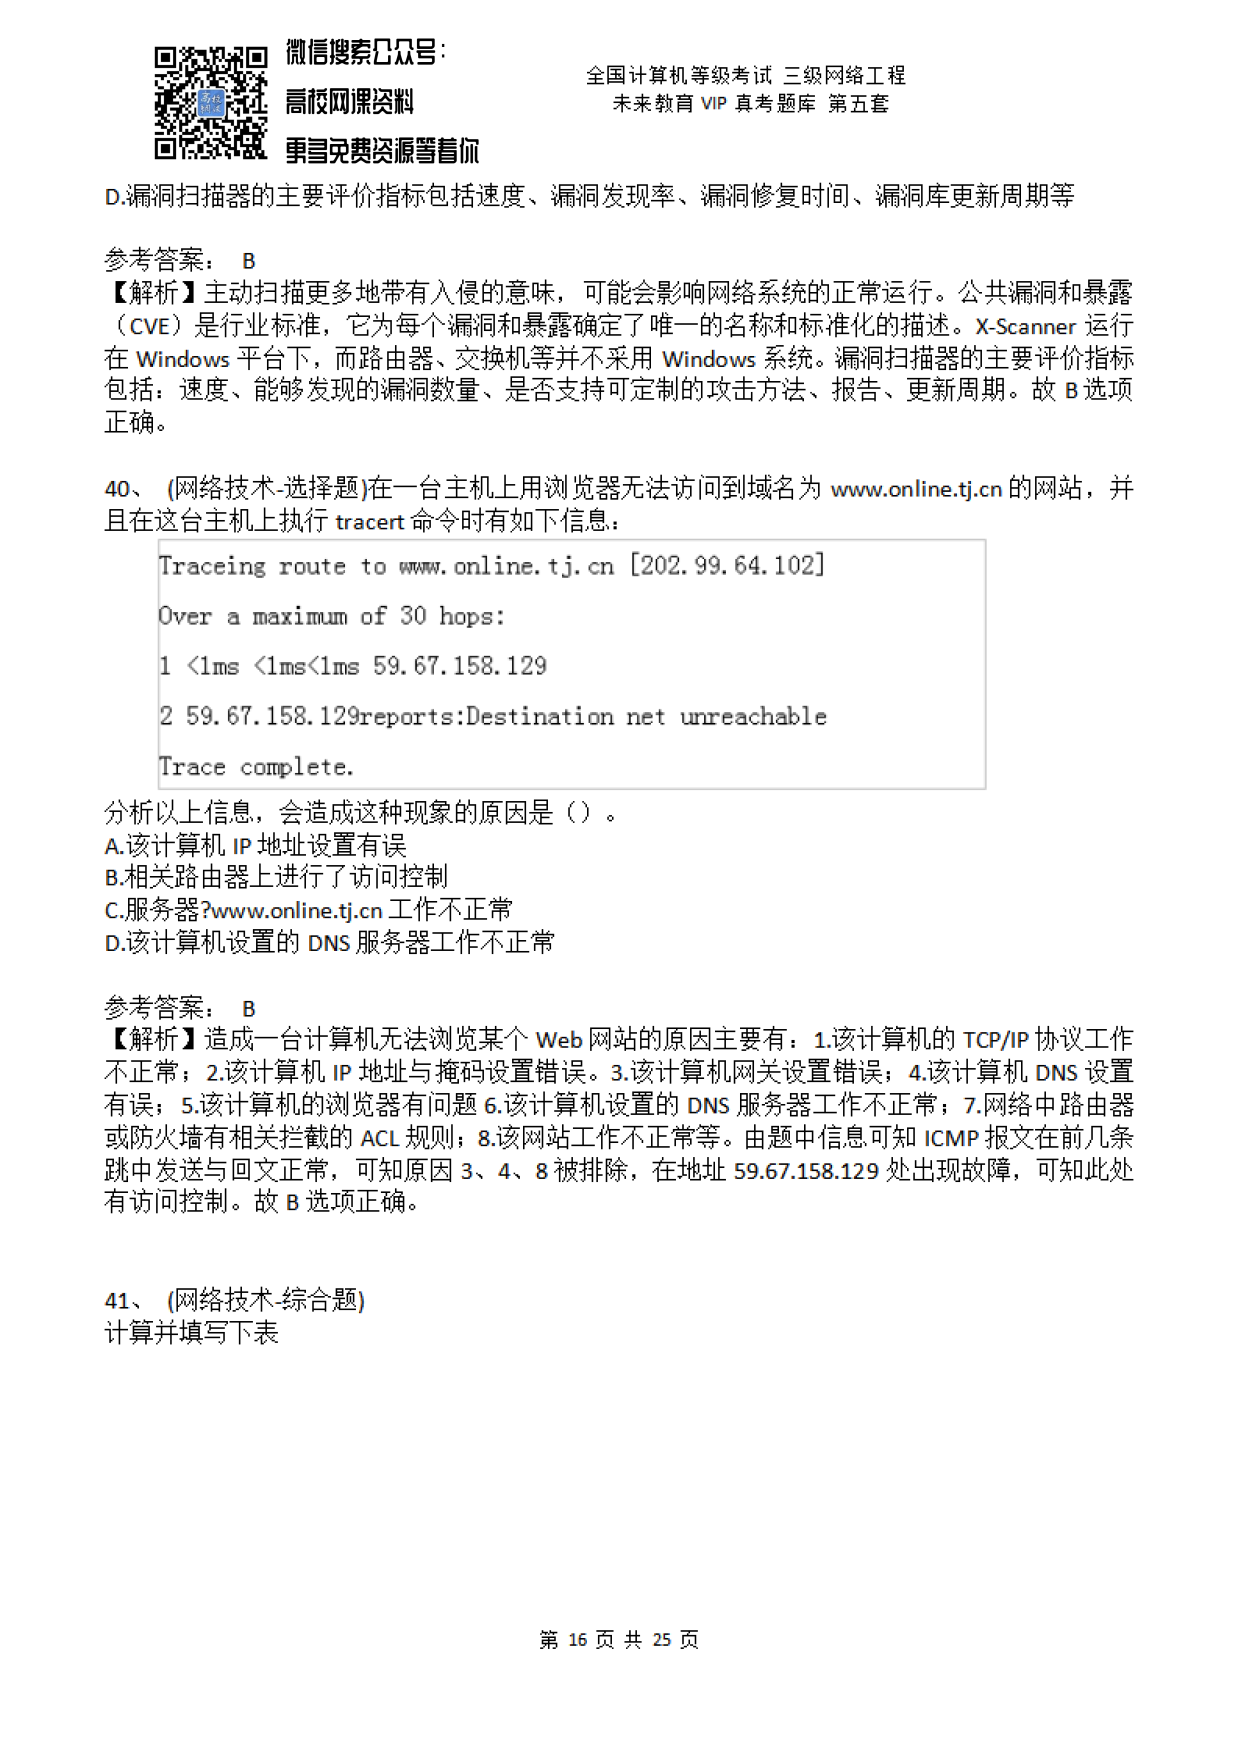 微信搜索公众号：
高校网课资料
更多免费资源等着你
全国计算机等级考试 三级网络工程
未来教育 VIP 真考题库 第五套
D.漏洞扫描器的主要评价指标包括速度、漏洞发现率、漏洞修复时间、漏洞库更新周期等
参考答案： B
【解析】主动扫描更多地带有入侵的意味，可能会影响网络系统的正常运行。公共漏洞和暴露
（CVE）是行业标准，它为每个漏洞和暴露确定了唯一的名称和标准化的描述。X-Scanner 运行
在 Windows 平台下，而路由器、交换机等并不采用 Windows 系统。漏洞扫描器的主要评价指标
包括：速度、能够发现的漏洞数量、是否支持可定制的攻击方法、报告、更新周期。故 B 选项
正确。
40、 (网络技术-选择题)在一台主机上用浏览器无法访问到域名为 www.online.tj.cn 的网站，并
且在这台主机上执行 tracert 命令时有如下信息：
Traceing route to www.online.tj.cn [202.99.64.102]
Over a maximum of 30 hops:
1 <1ms <1ms<1ms 59.67.158.129
2 59.67.158.129reports:Destination net unreachable
Trace complete.
分析以上信息，会造成这种现象的原因是（）。
A.该计算机 IP 地址设置有误
B.相关路由器上进行了访问控制
C.服务器?www.online.tj.cn 工作不正常
D.该计算机设置的 DNS 服务器工作不正常
参考答案： B
【解析】造成一台计算机无法浏览某个 Web 网站的原因主要有：1.该计算机的 TCP/IP 协议工作
不正常；2.该计算机 IP 地址与掩码设置错误。3.该计算机网关设置错误；4.该计算机 DNS 设置
有误；5.该计算机的浏览器有问题 6.该计算机设置的 DNS 服务器工作不正常；7.网络中路由器
或防火墙有相关拦截的 ACL 规则；8.该网站工作不正常等。由题中信息可知 ICMP 报文在前几条
跳中发送与回文正常，可知原因 3、4、8 被排除，在地址 59.67.158.129 处出现故障，可知此处
有访问控制。故 B 选项正确。
41、 (网络技术-综合题)
计算并填写下表
第 16 页 共 25 页